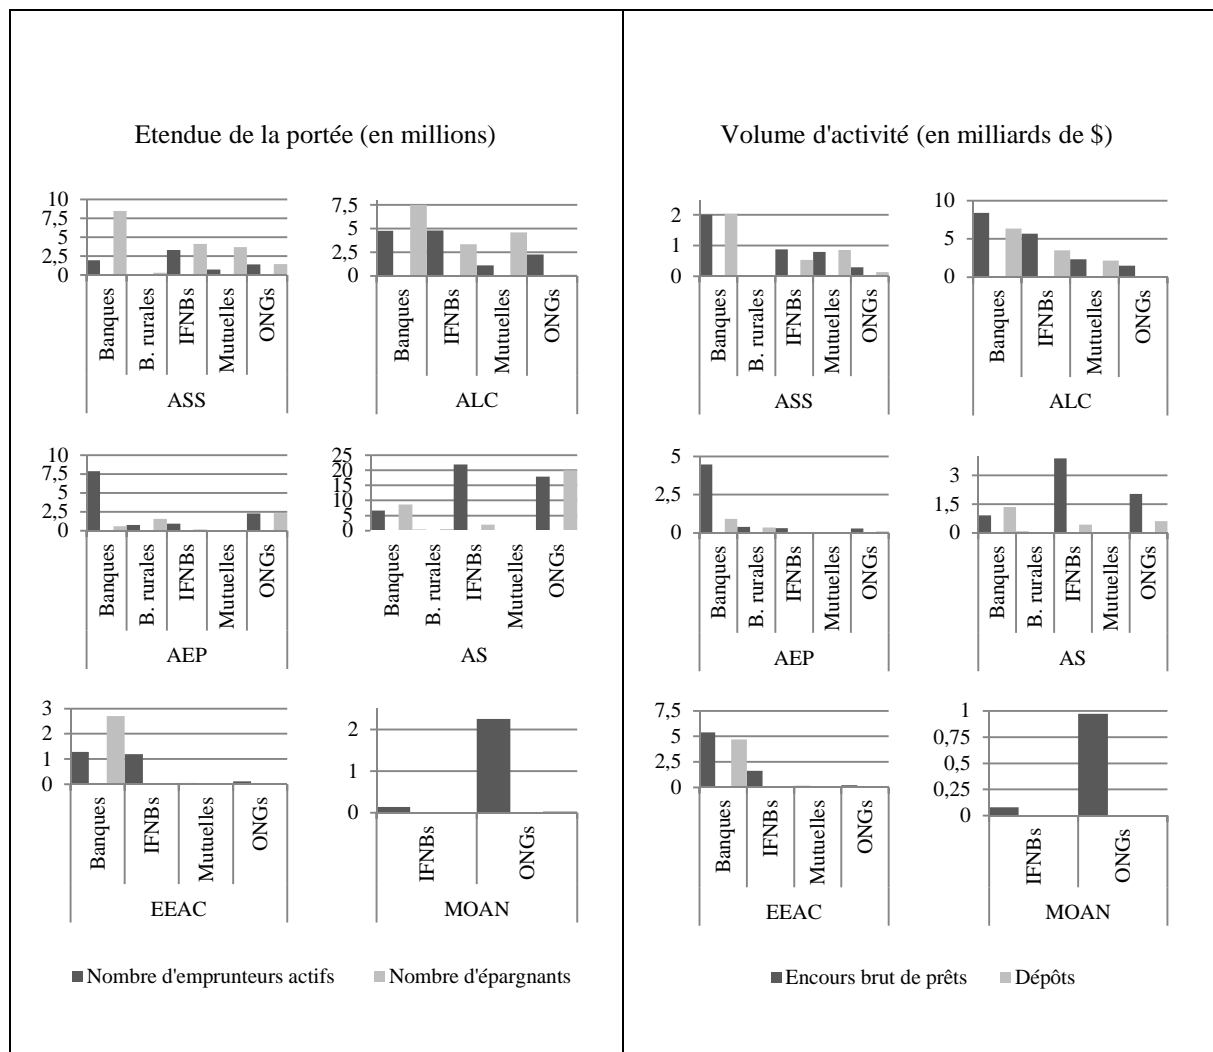 Etendue de la portée (en millions)
10
7,5
5
2,5
0
Banques
B. rurales
IFNBs
Mutuelles
ONGs
ASS
7,5
5
2,5
0
Banques
IFNBs
Mutuelles
ONGs
ALC
10
7,5
5
2,5
0
Banques
B. rurales
IFNBs
Mutuelles
ONGs
AEP
25
20
15
10
5
0
Banques
B. rurales
IFNBs
Mutuelles
ONGs
AS
3
2
1
0
Banques
IFNBs
Mutuelles
ONGs
EEAC
2
1
0
IFNBs
ONGs
MOAN
Nombre d'emprunteurs actifs
Nombre d'épargnants
Volume d'activité (en milliards de $)
2
1
0
Banques
B. rurales
IFNBs
Mutuelles
ONGs
ASS
10
5
0
Banques
IFNBs
Mutuelles
ONGs
ALC
5
2,5
0
Banques
B. rurales
IFNBs
Mutuelles
ONGs
AEP
3
1,5
0
Banques
B. rurales
IFNBs
Mutuelles
ONGs
AS
7,5
5
2,5
0
Banques
IFNBs
Mutuelles
ONGs
EEAC
1
0,75
0,5
0,25
0
IFNBs
ONGs
MOAN
Encours brut de prêts
Dépôts